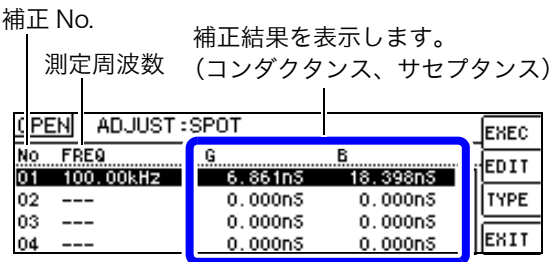 補正 No.
測定周波数
補正結果を表示します。
（コンダクタンス、サセプタンス）
OPEN ADJUST:SPOT
EXEC
No FREQ G B
EDIT
01 100.00kHz 6.861nS 18.398nS
02 --- 0.000nS 0.000nS
TYPE
03 --- 0.000nS 0.000nS
04 --- 0.000nS 0.000nS
EXIT